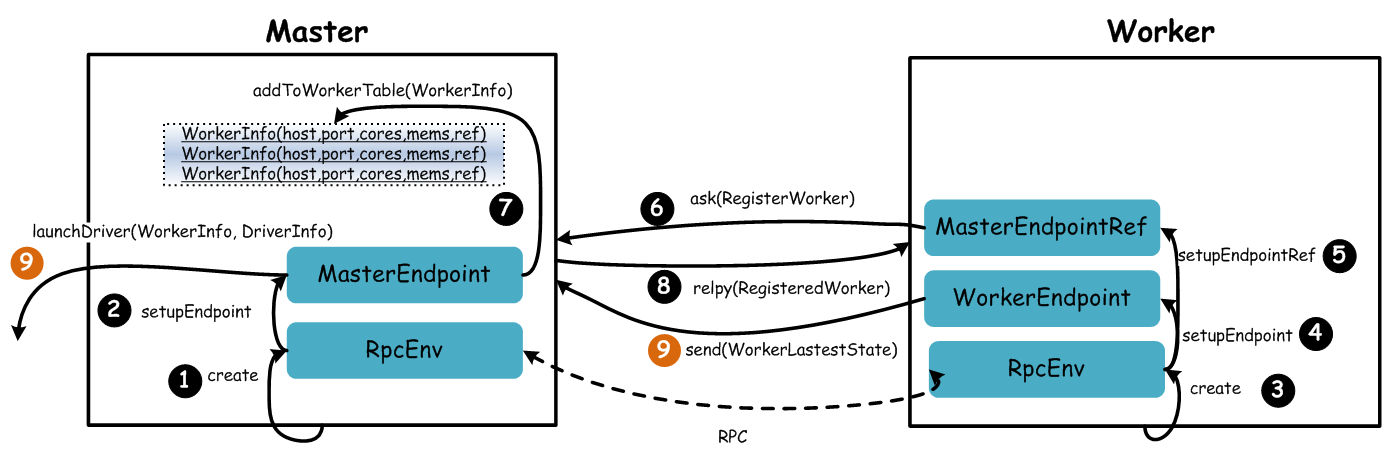 Master
Worker
addToWorkerTable(WorkerInfo)
WorkerInfo(host,port,cores,mems,ref)
WorkerInfo(host,port,cores,mems,ref)
WorkerInfo(host,port,cores,mems,ref)
7
launchDriver(WorkerInfo, DriverInfo)
9
MasterEndpoint
2
setupEndpoint
RpcEnv
1
create
ask(RegisterWorker)
6
8
relpy(RegisteredWorker)
9
send(WorkerLastestState)
RPC
MasterEndpointRef
setupEndpointRef
5
WorkerEndpoint
setupEndpoint
4
RpcEnv
create
3